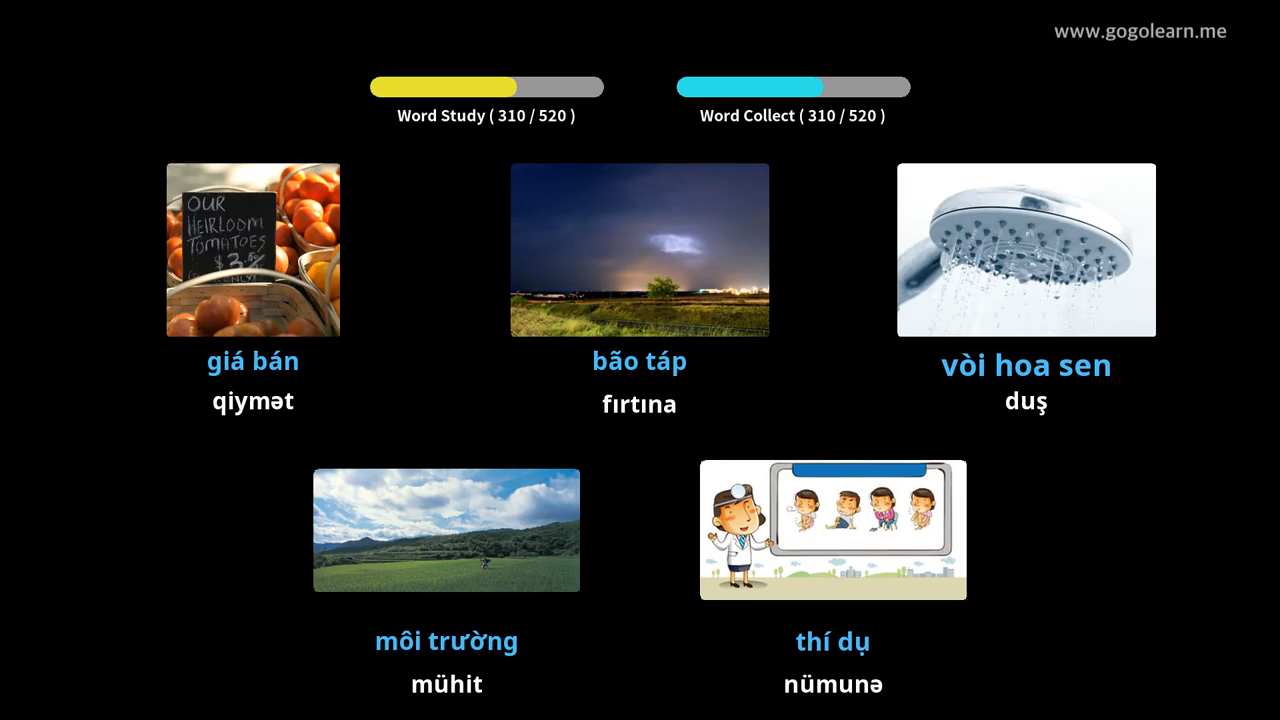 www.gogolearn.me
Word Study ( 310 / 520 )
Word Collect ( 310 / 520 )
OUR
HEIRLOOM
TOMATOES
giá bán
qiymət
bão táp
fırtına
vòi hoa sen
duş
môi trường
mühit
thí dụ
nümunə